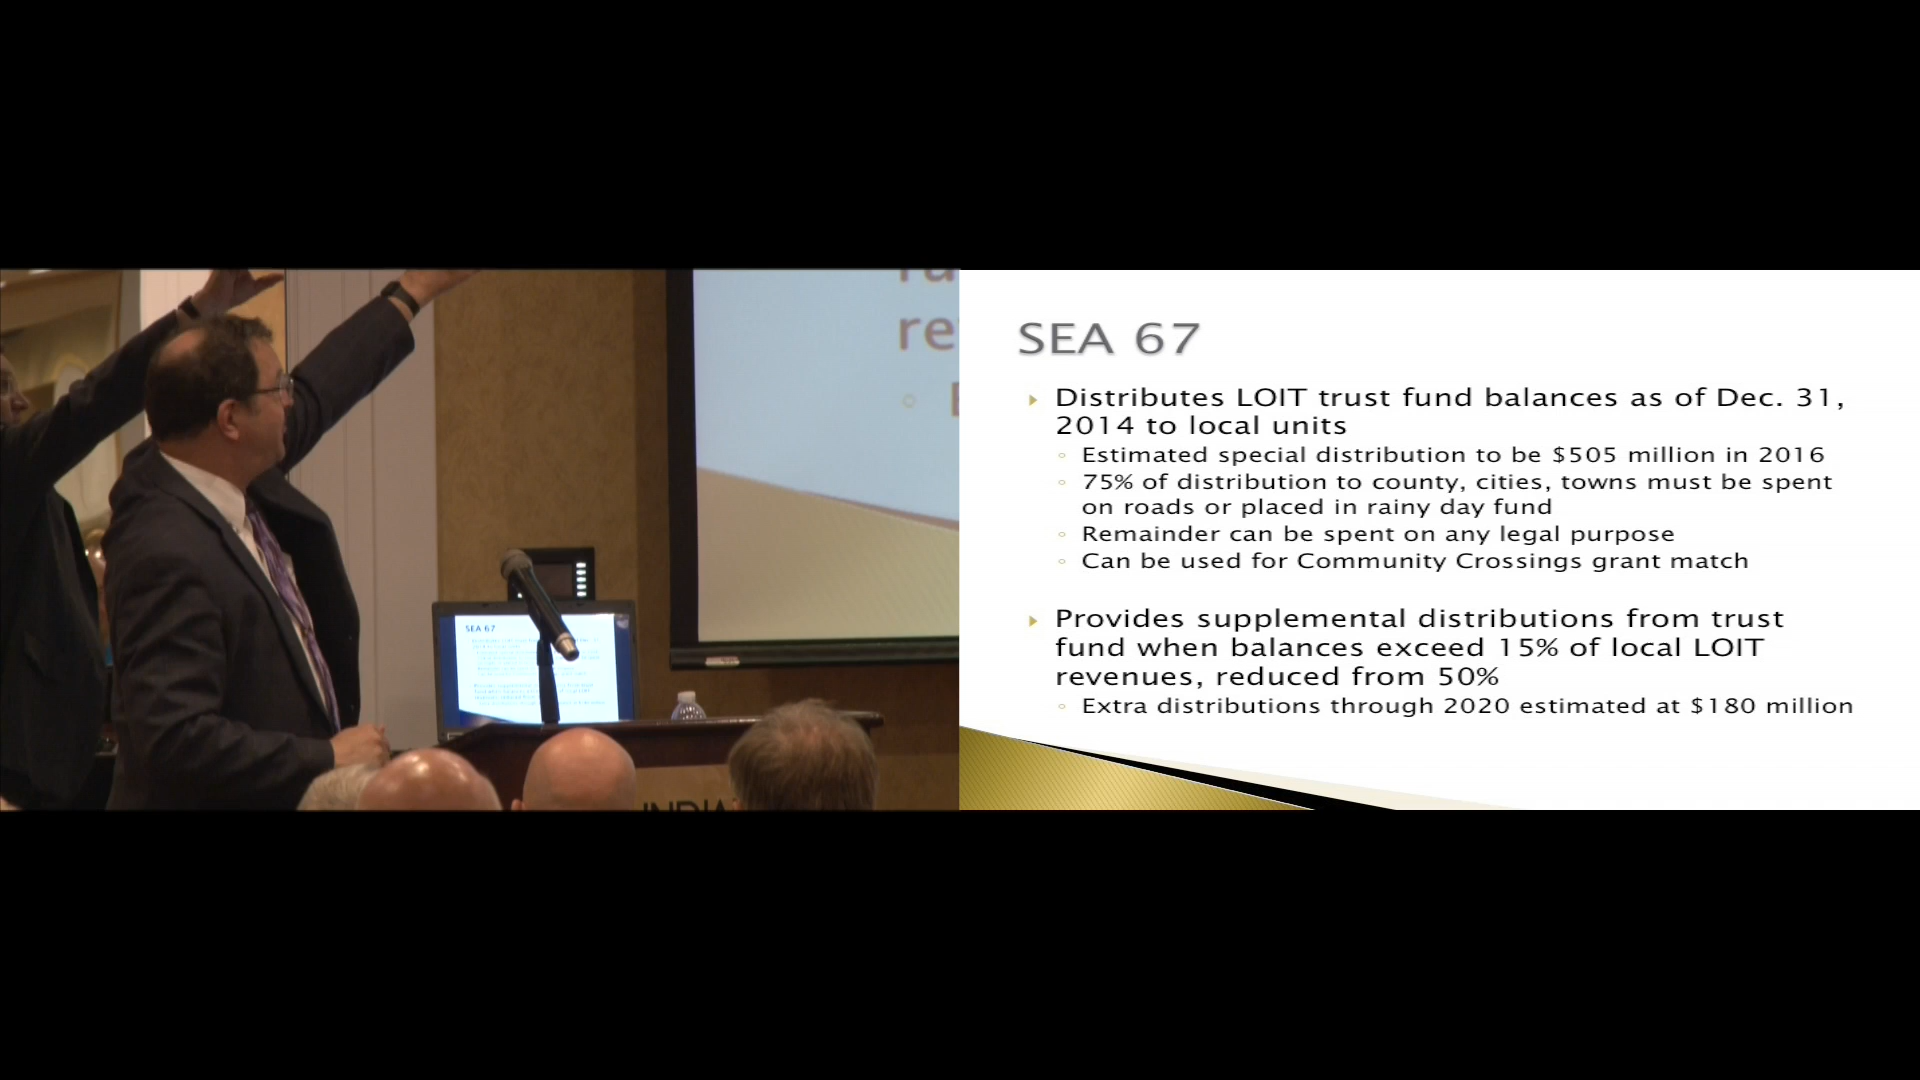 re
SEA 67
INDIA
SEA 67
Distributes LOIT trust fund balances as of Dec. 31,
2014 to local units
Estimated special distribution to be $505 million in 2016
75% of distribution to county, cities, towns must be spent
on roads or placed in rainy day fund
Remainder can be spent on any legal purpose
Can be used for Community Crossings grant match
Provides supplemental distributions from trust
fund when balances exceed 15% of local LOIT
revenues, reduced from 50%
Extra distributions through 2020 estimated at $180 million